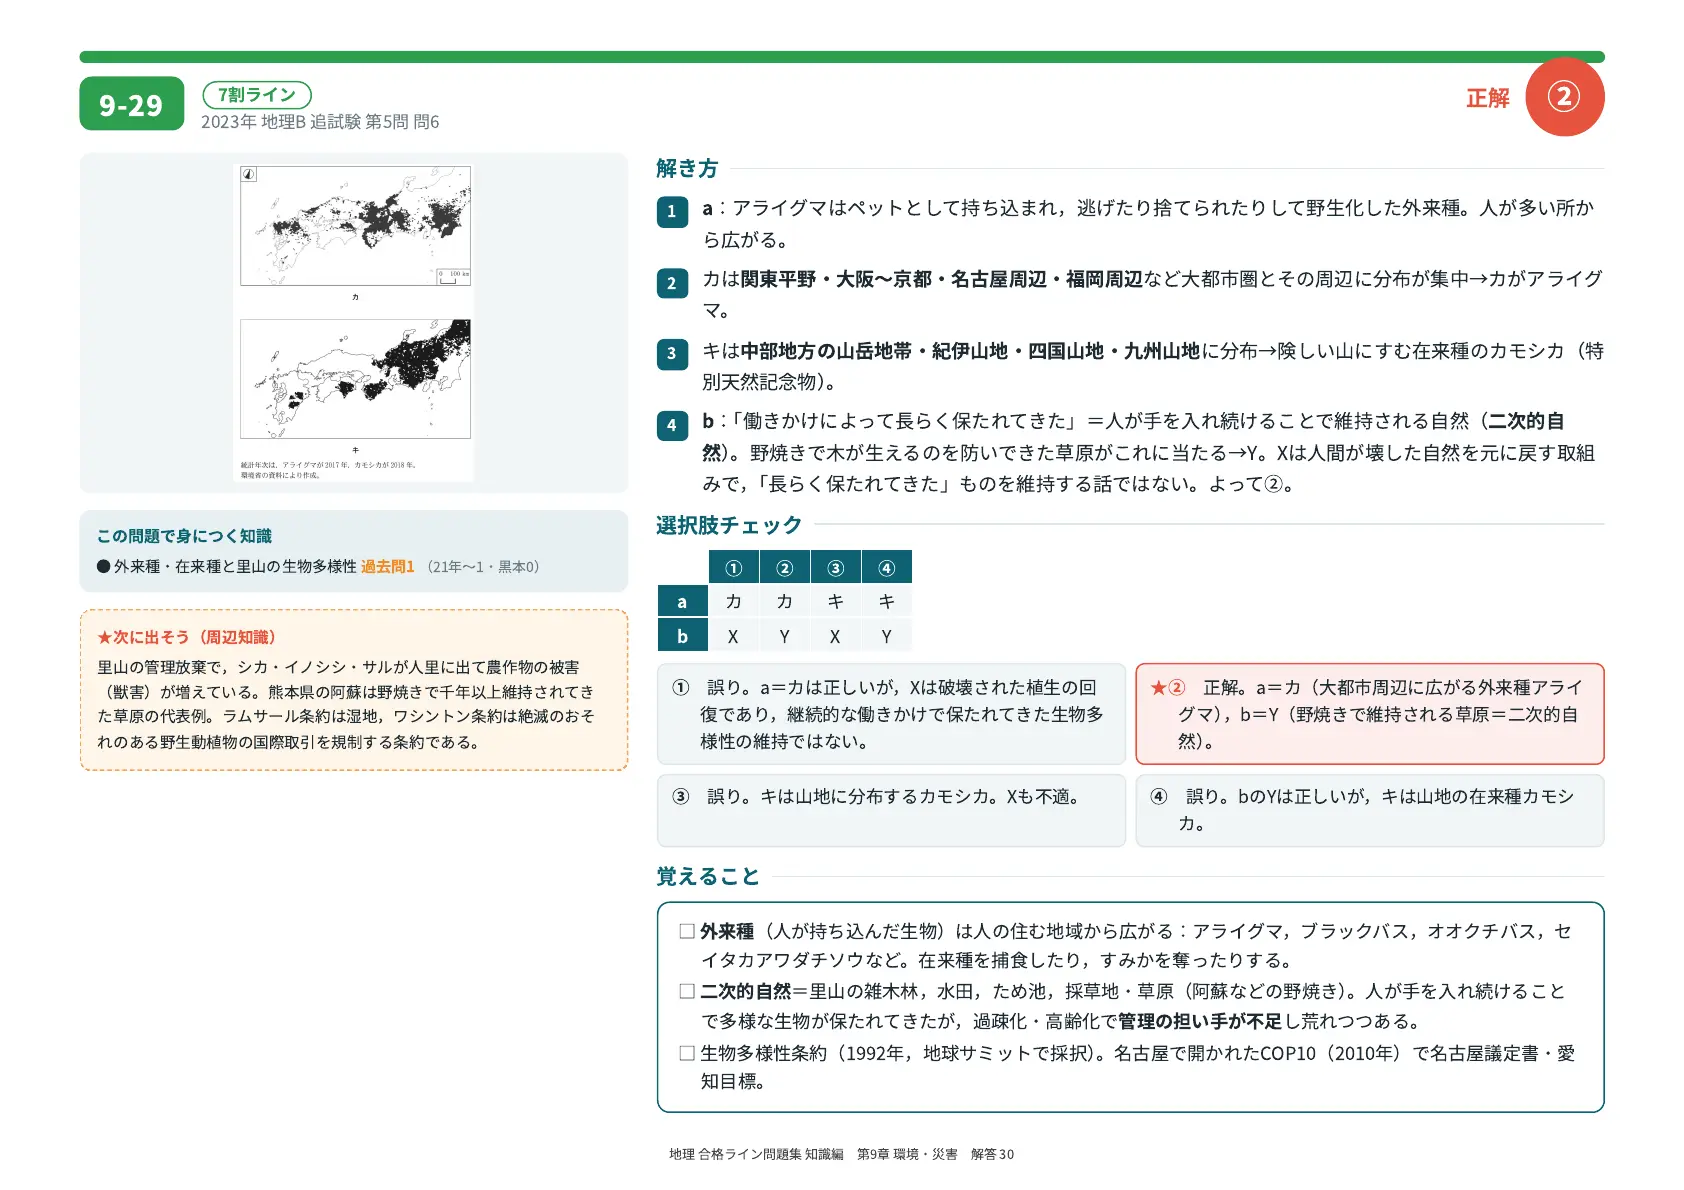 9-29
7割ライン
2023年 地理B 追試験 第5問 問6
正解 ②
0 100 km
カ
キ
統計年次は，アライグマが2017年，カモシカが2018年。
環境省の資料により作成。
この問題で身につく知識
●外来種・在来種と里山の生物多様性 過去問1 （21年〜1・黒本0）
★次に出そう（周辺知識）
里山の管理放棄で，シカ・イノシシ・サルが人里に出て農作物の被害
（獣害）が増えている。熊本県の阿蘇は野焼きで千年以上維持されてき
た草原の代表例。ラムサール条約は湿地，ワシントン条約は絶滅のおそ
れのある野生動植物の国際取引を規制する条約である。
解き方
1 a：アライグマはペットとして持ち込まれ，逃げたり捨てられたりして野生化した外来種。人が多い所か
ら広がる。
2 カは関東平野・大阪〜京都・名古屋周辺・福岡周辺など大都市圏とその周辺に分布が集中→カがアライグ
マ。
3 キは中部地方の山岳地帯・紀伊山地・四国山地・九州山地に分布→険しい山にすむ在来種のカモシカ（特
別天然記念物）。
4 b：「働きかけによって長らく保たれてきた」＝人が手を入れ続けることで維持される自然（二次的自
然）。野焼きで木が生えるのを防いできた草原がこれに当たる→Y。Xは人間が壊した自然を元に戻す取組
みで，「長らく保たれてきた」ものを維持する話ではない。よって②。
選択肢チェック
① ② ③ ④
a カ カ キ キ
b X Y X Y
① 誤り。a＝カは正しいが，Xは破壊された植生の回
復であり，継続的な働きかけで保たれてきた生物多
様性の維持ではない。
★② 正解。a＝カ（大都市周辺に広がる外来種アライ
グマ），b＝Y（野焼きで維持される草原＝二次的自
然）。
③ 誤り。キは山地に分布するカモシカ。Xも不適。
④ 誤り。bのYは正しいが，キは山地の在来種カモシ
カ。
覚えること
□ 外来種（人が持ち込んだ生物）は人の住む地域から広がる：アライグマ，ブラックバス，オオクチバス，セ
イタカアワダチソウなど。在来種を捕食したり，すみかを奪ったりする。
□ 二次的自然＝里山の雑木林，水田，ため池，採草地・草原（阿蘇などの野焼き）。人が手を入れ続けること
で多様な生物が保たれてきたが，過疎化・高齢化で管理の担い手が不足し荒れつつある。
□ 生物多様性条約（1992年，地球サミットで採択）。名古屋で開かれたCOP10（2010年）で名古屋議定書・愛
知目標。
地理 合格ライン問題集 知識編 第9章 環境・災害 解答30